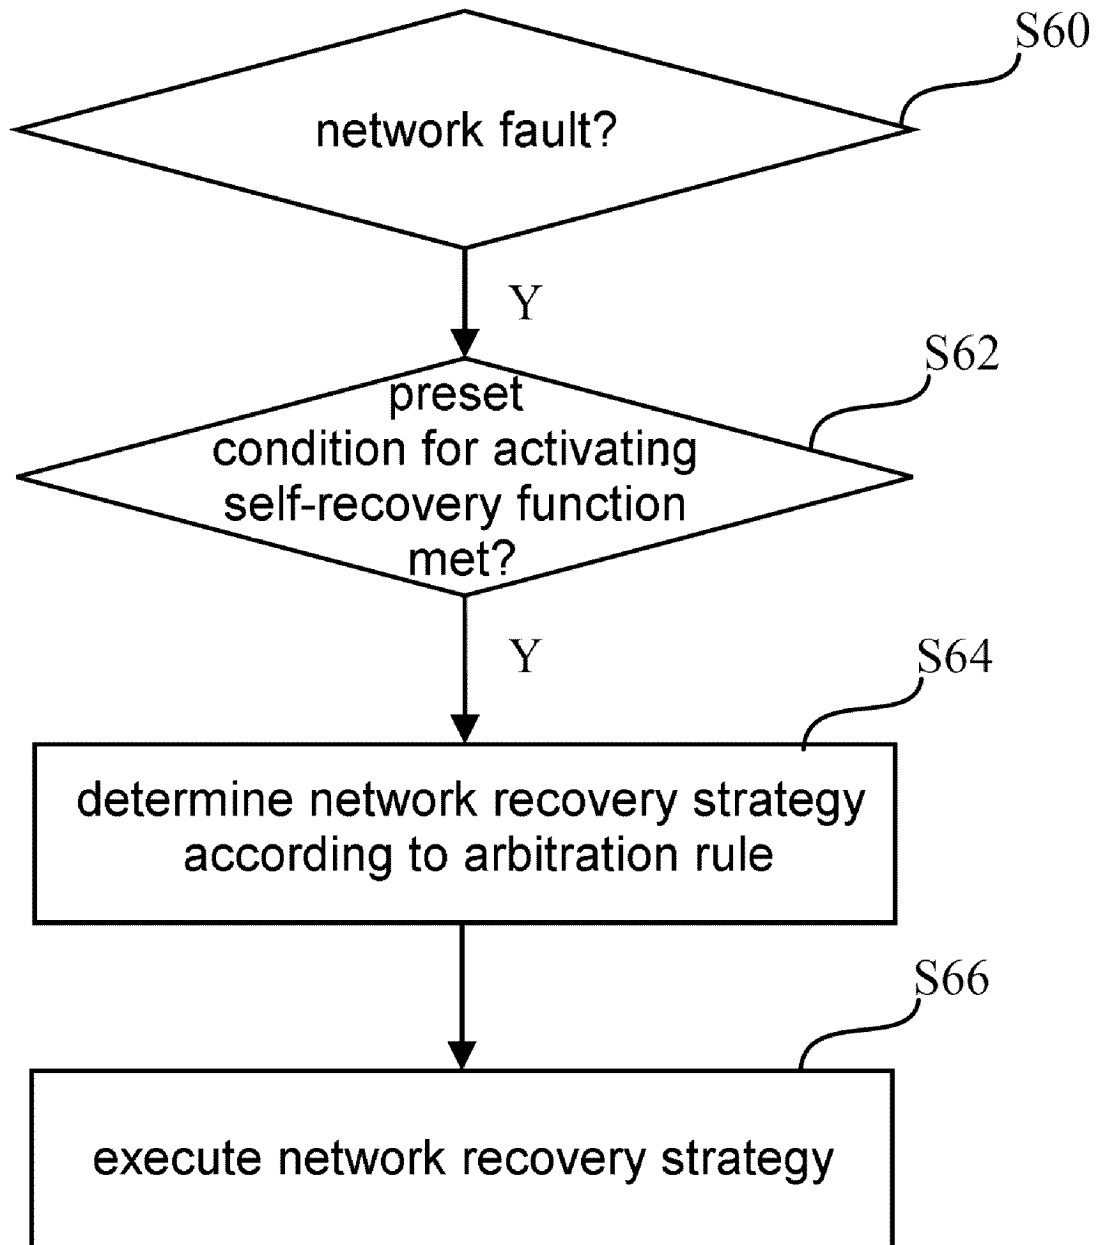 S60
network fault?
Y
S62
preset
condition for activating
self-recovery function
met?
Y
S64
determine network recovery strategy
according to arbitration rule
S66
execute network recovery strategy